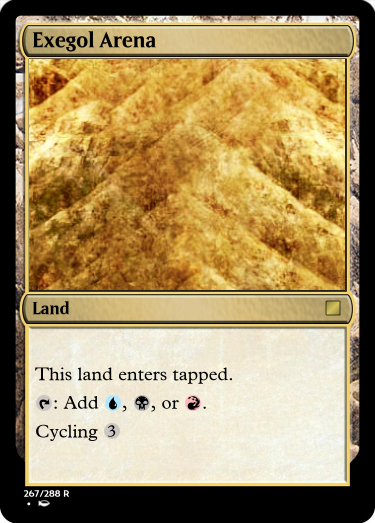 Exegol Arena
Land
This land enters tapped.
: Add , , or .
Cycling 3
267/288 R